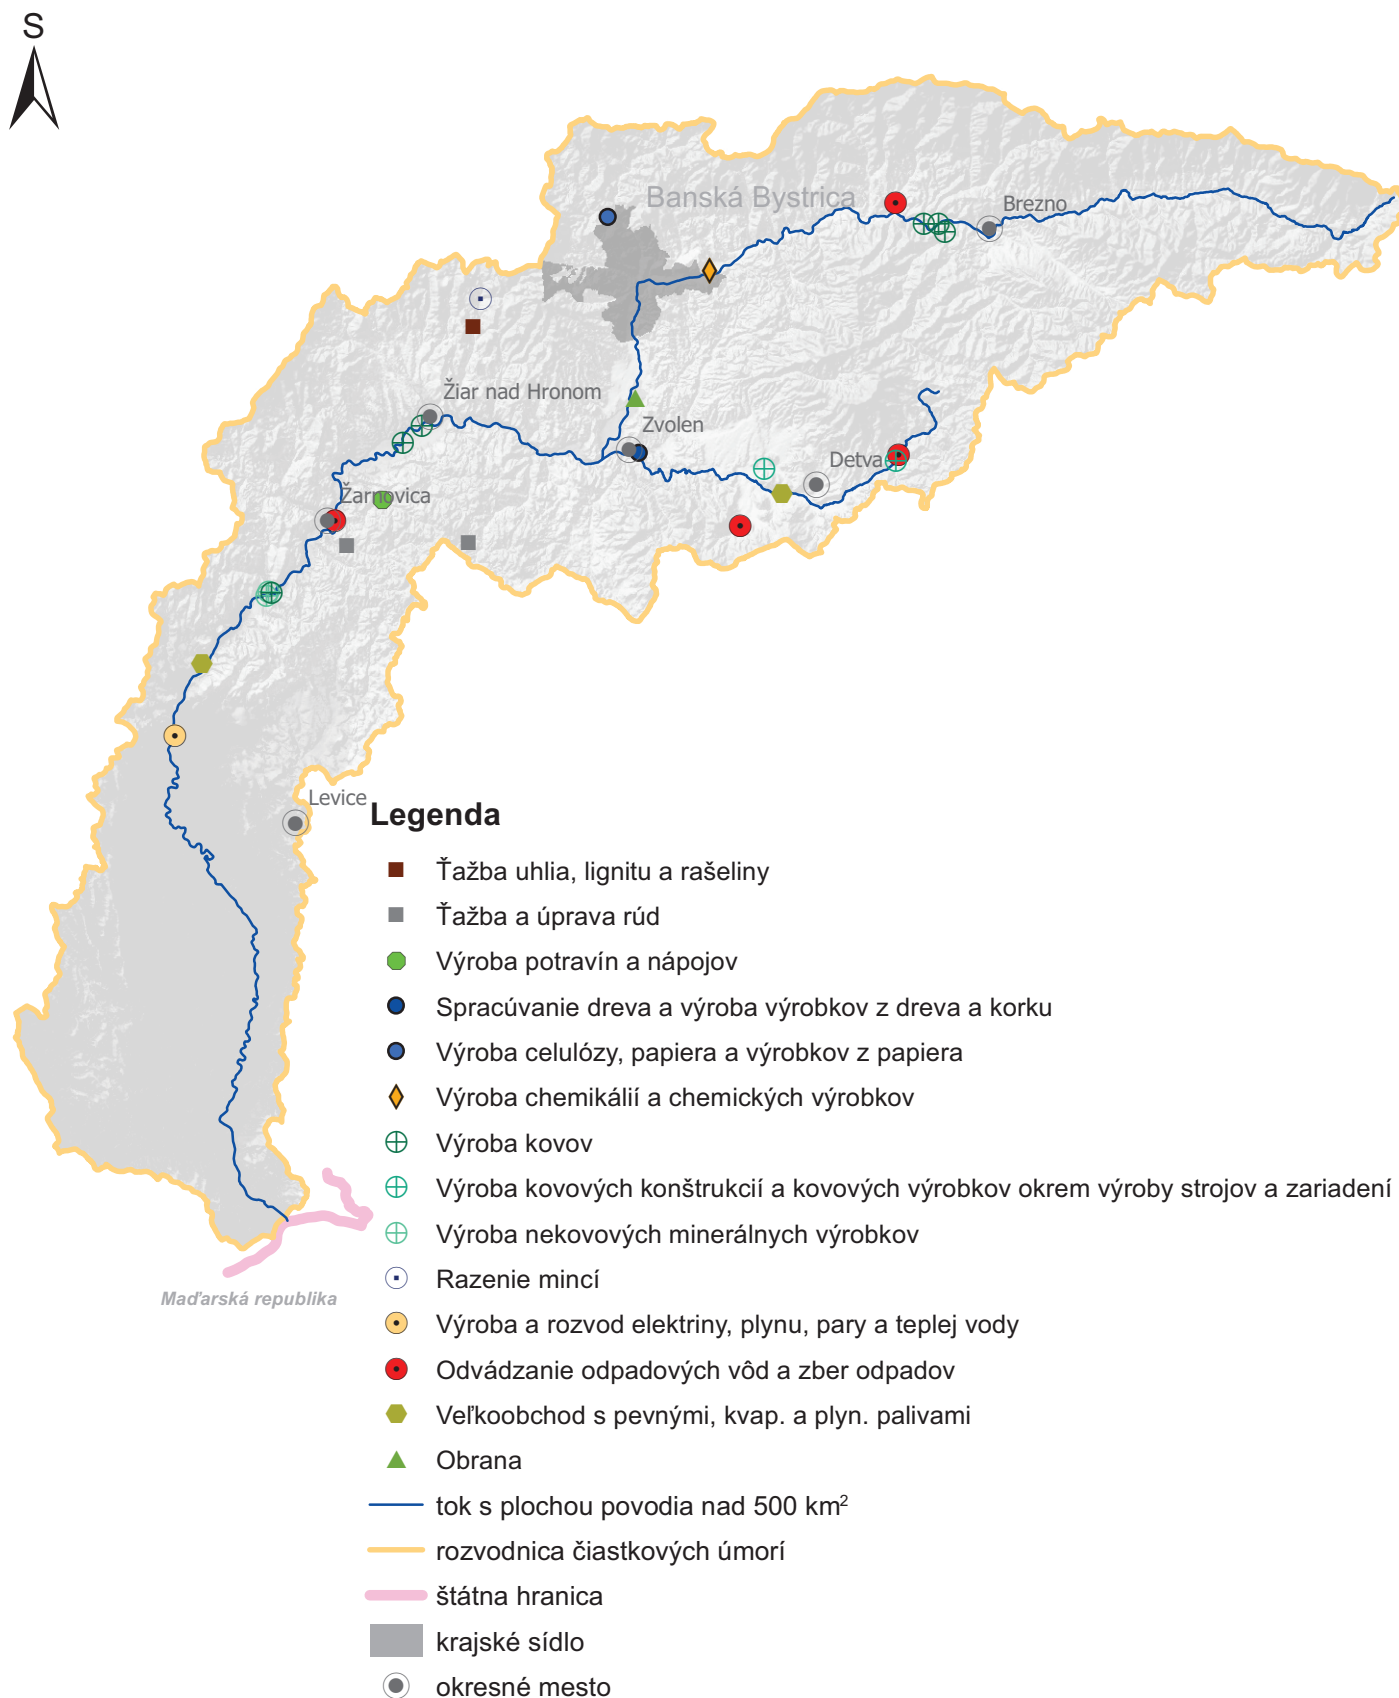 S
Banská Bystrica
Brezno
Žiar nad Hronom
Zvolen
Detva
Žarnovica
Levice
Legenda
Ťažba uhlia, lignitu a rašeliny
Ťažba a úprava rúd
Výroba potravín a nápojov
Spracúvanie dreva a výroba výrobkov z dreva a korku
Výroba celulózy, papiera a výrobkov z papiera
Výroba chemikálií a chemických výrobkov
Výroba kovov
Výroba kovových konštrukcií a kovových výrobkov okrem výroby strojov a zariadení
Výroba nekovových minerálnych výrobkov
Razenie mincí
Výroba a rozvod elektriny, plynu, pary a teplej vody
Odvádzanie odpadových vôd a zber odpadov
Veľkoobchod s pevnými, kvap. a plyn. palivami
Obrana
tok s plochou povodia nad 500 km²
rozvodnica čiastkových úmorí
štátna hranica
krajské sídlo
okresné mesto
Maďarská republika